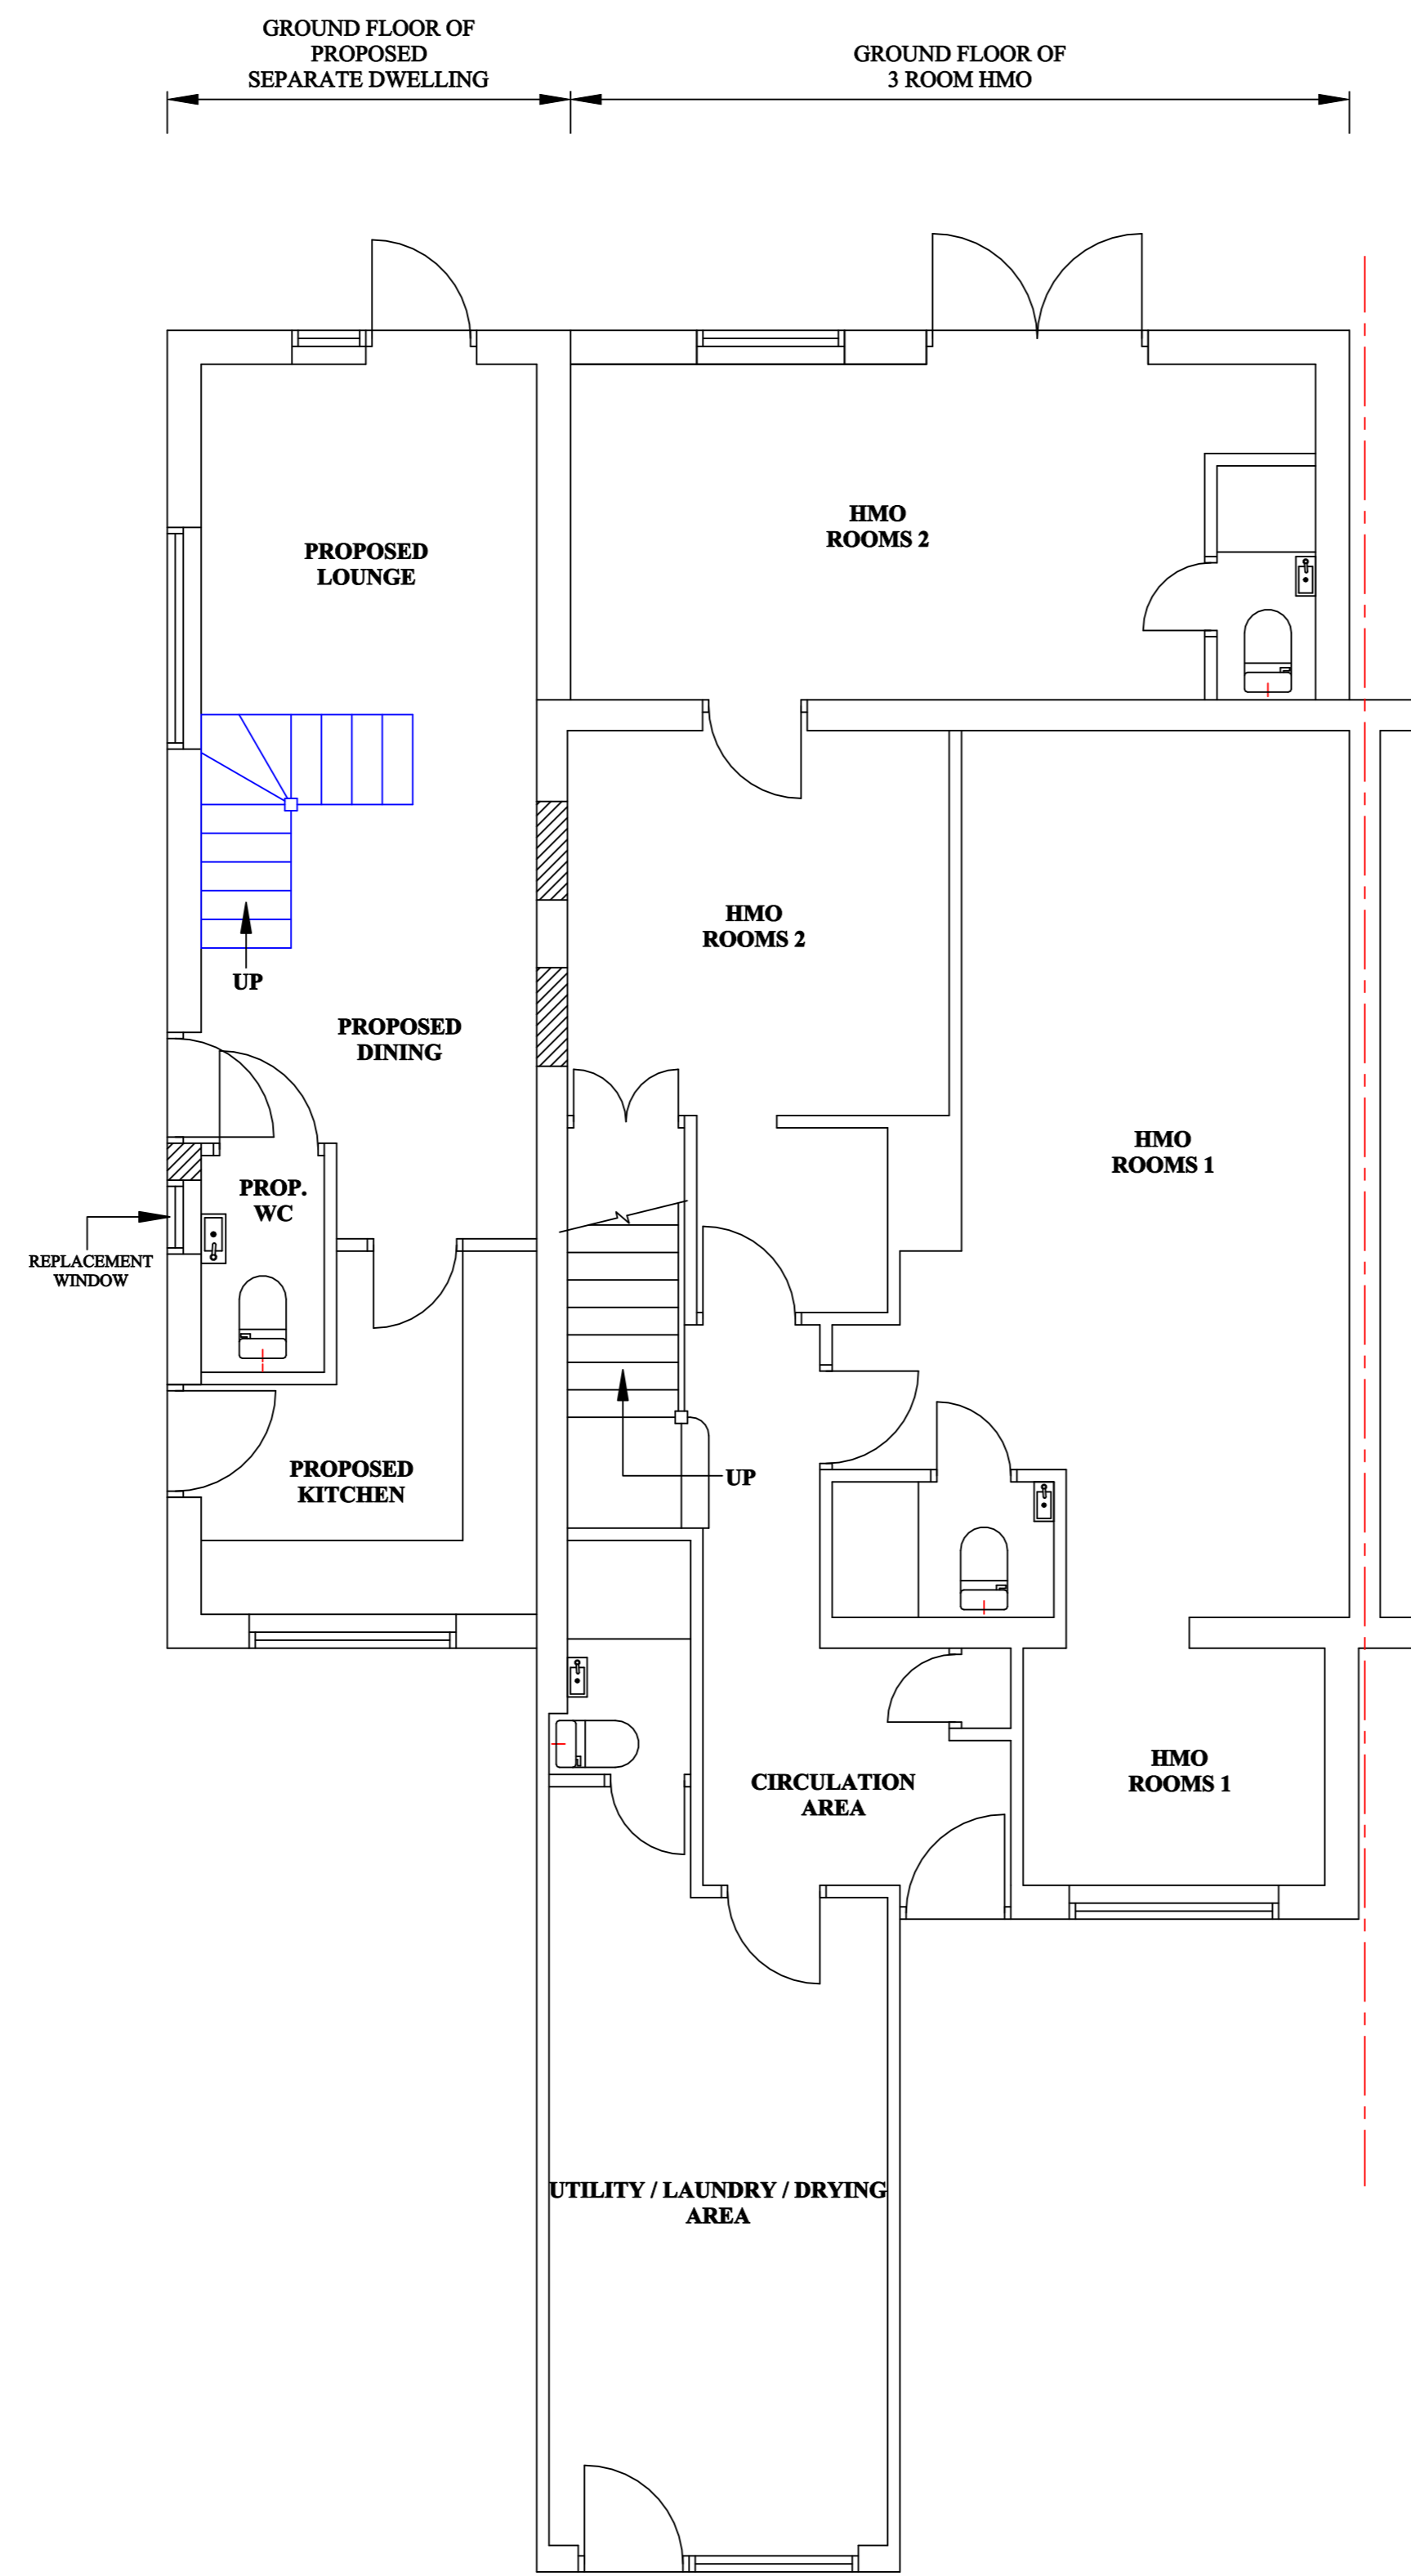 GROUND FLOOR OF
PROPOSED
SEPARATE DWELLING
GROUND FLOOR OF
3 ROOM HMO
HMO
ROOMS 2
PROPOSED
LOUNGE
HMO
ROOMS 2
UP
PROPOSED
DINING
HMO
ROOMS 1
PROP.
WC
REPLACEMENT
WINDOW
PROPOSED
KITCHEN
UP
HMO
ROOMS 1
CIRCULATION
AREA
UTILITY / LAUNDRY / DRYING
AREA